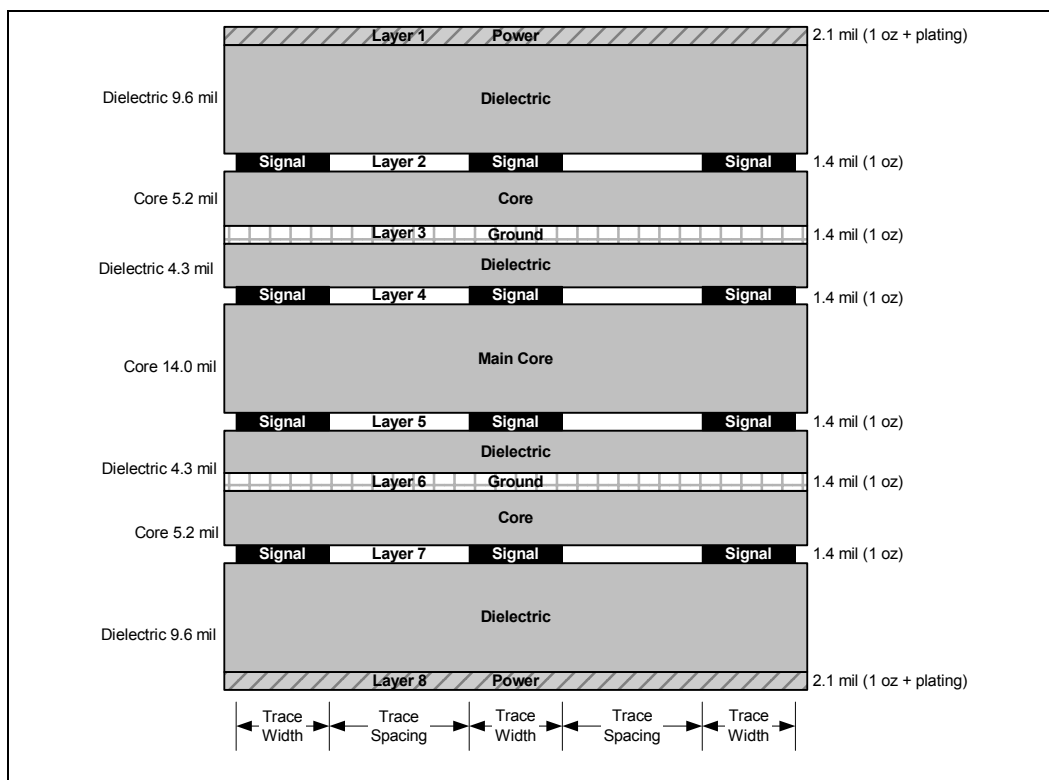 Layer 1 Power 2.1 mil (1 oz + plating)
Dielectric 9.6 mil Dielectric
Signal Layer 2 Signal Signal 1.4 mil (1 oz)
Core 5.2 mil Core
Layer 3 Ground 1.4 mil (1 oz)
Dielectric 4.3 mil Dielectric
Signal Layer 4 Signal Signal 1.4 mil (1 oz)
Core 14.0 mil Main Core
Signal Layer 5 Signal Signal 1.4 mil (1 oz)
Dielectric 4.3 mil Dielectric
Layer 6 Ground 1.4 mil (1 oz)
Core 5.2 mil Core
Signal Layer 7 Signal Signal 1.4 mil (1 oz)
Dielectric 9.6 mil Dielectric
Layer 8 Power 2.1 mil (1 oz + plating)
Trace Trace Trace Trace Trace
Width Spacing Width Spacing Width